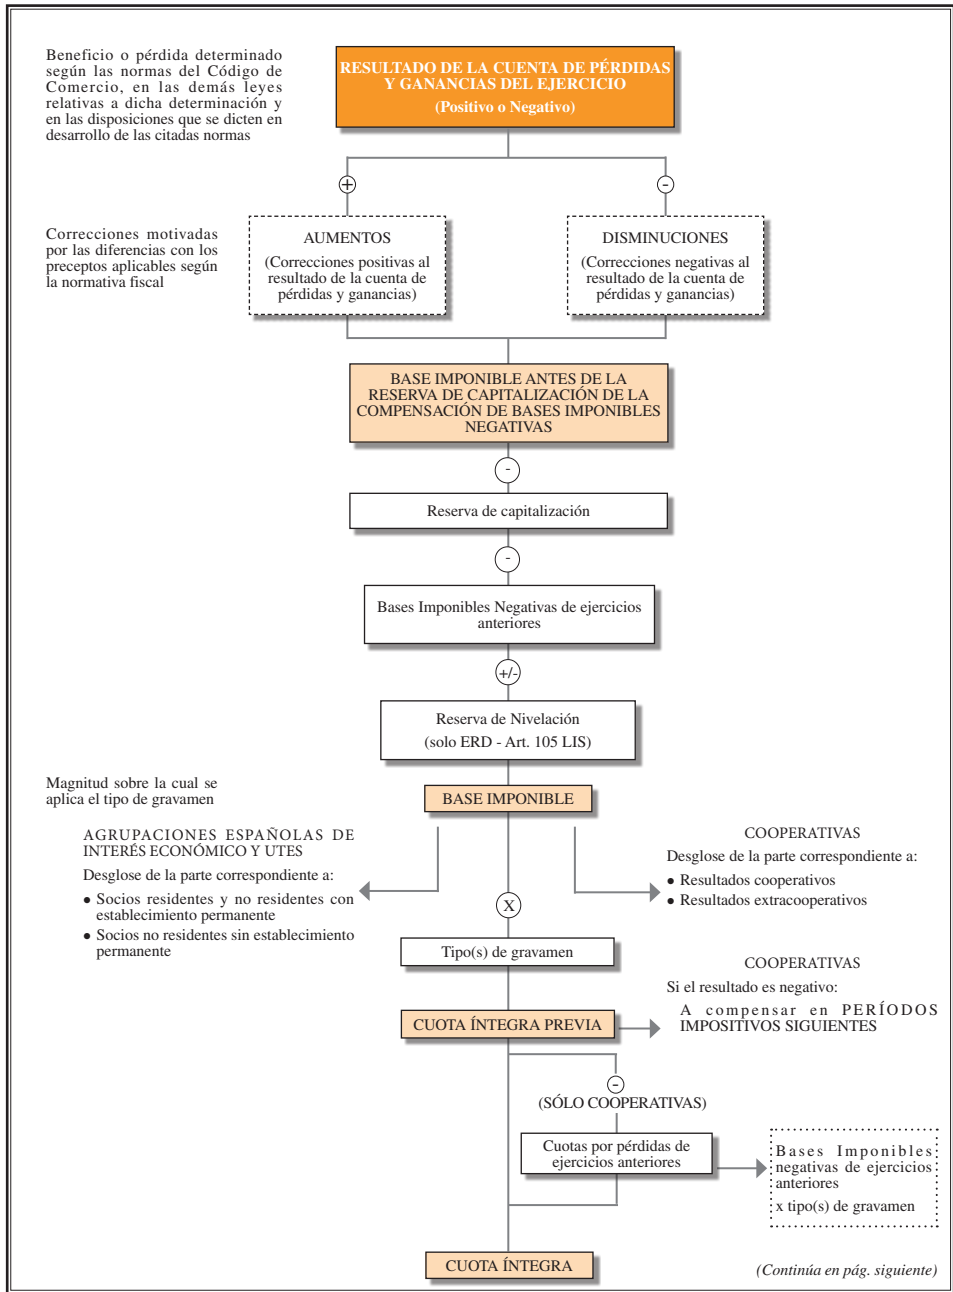 Beneficio o pérdida determinado
según las normas del Código de
Comercio, en las demás leyes
relativas a dicha determinación y
en las disposiciones que se dicten en
desarrollo de las citadas normas
RESULTADO DE LA CUENTA DE PÉRDIDAS
Y GANANCIAS DEL EJERCICIO
(Positivo o Negativo)
+
-
Correcciones motivadas
por las diferencias con los
preceptos aplicables según
la normativa fiscal
AUMENTOS
(Correcciones positivas al
resultado de la cuenta de
pérdidas y ganancias)
DISMINUCIONES
(Correcciones negativas al
resultado de la cuenta de
pérdidas y ganancias)
BASE IMPONIBLE ANTES DE LA
RESERVA DE CAPITALIZACIÓN DE LA
COMPENSACIÓN DE BASES IMPONIBLES
NEGATIVAS
-
Reserva de capitalización
-
Bases Imponibles Negativas de ejercicios
anteriores
+/-
Reserva de Nivelación
(solo ERD - Art. 105 LIS)
Magnitud sobre la cual se
aplica el tipo de gravamen
BASE IMPONIBLE
AGRUPACIONES ESPAÑOLAS DE
INTERÉS ECONÓMICO Y UTES
Desglose de la parte correspondiente a:
• Socios residentes y no residentes con
establecimiento permanente
• Socios no residentes sin establecimiento
permanente
COOPERATIVAS
Desglose de la parte correspondiente a:
• Resultados cooperativos
• Resultados extracooperativos
X
Tipo(s) de gravamen
COOPERATIVAS
Si el resultado es negativo:
A compensar en PERÍODOS
IMPOSITIVOS SIGUIENTES
CUOTA ÍNTEGRA PREVIA
-
(SÓLO COOPERATIVAS)
Cuotas por pérdidas de
ejercicios anteriores
Bases Imponibles
negativas de ejercicios
anteriores
x tipo(s) de gravamen
CUOTA ÍNTEGRA
(Continúa en pág. siguiente)